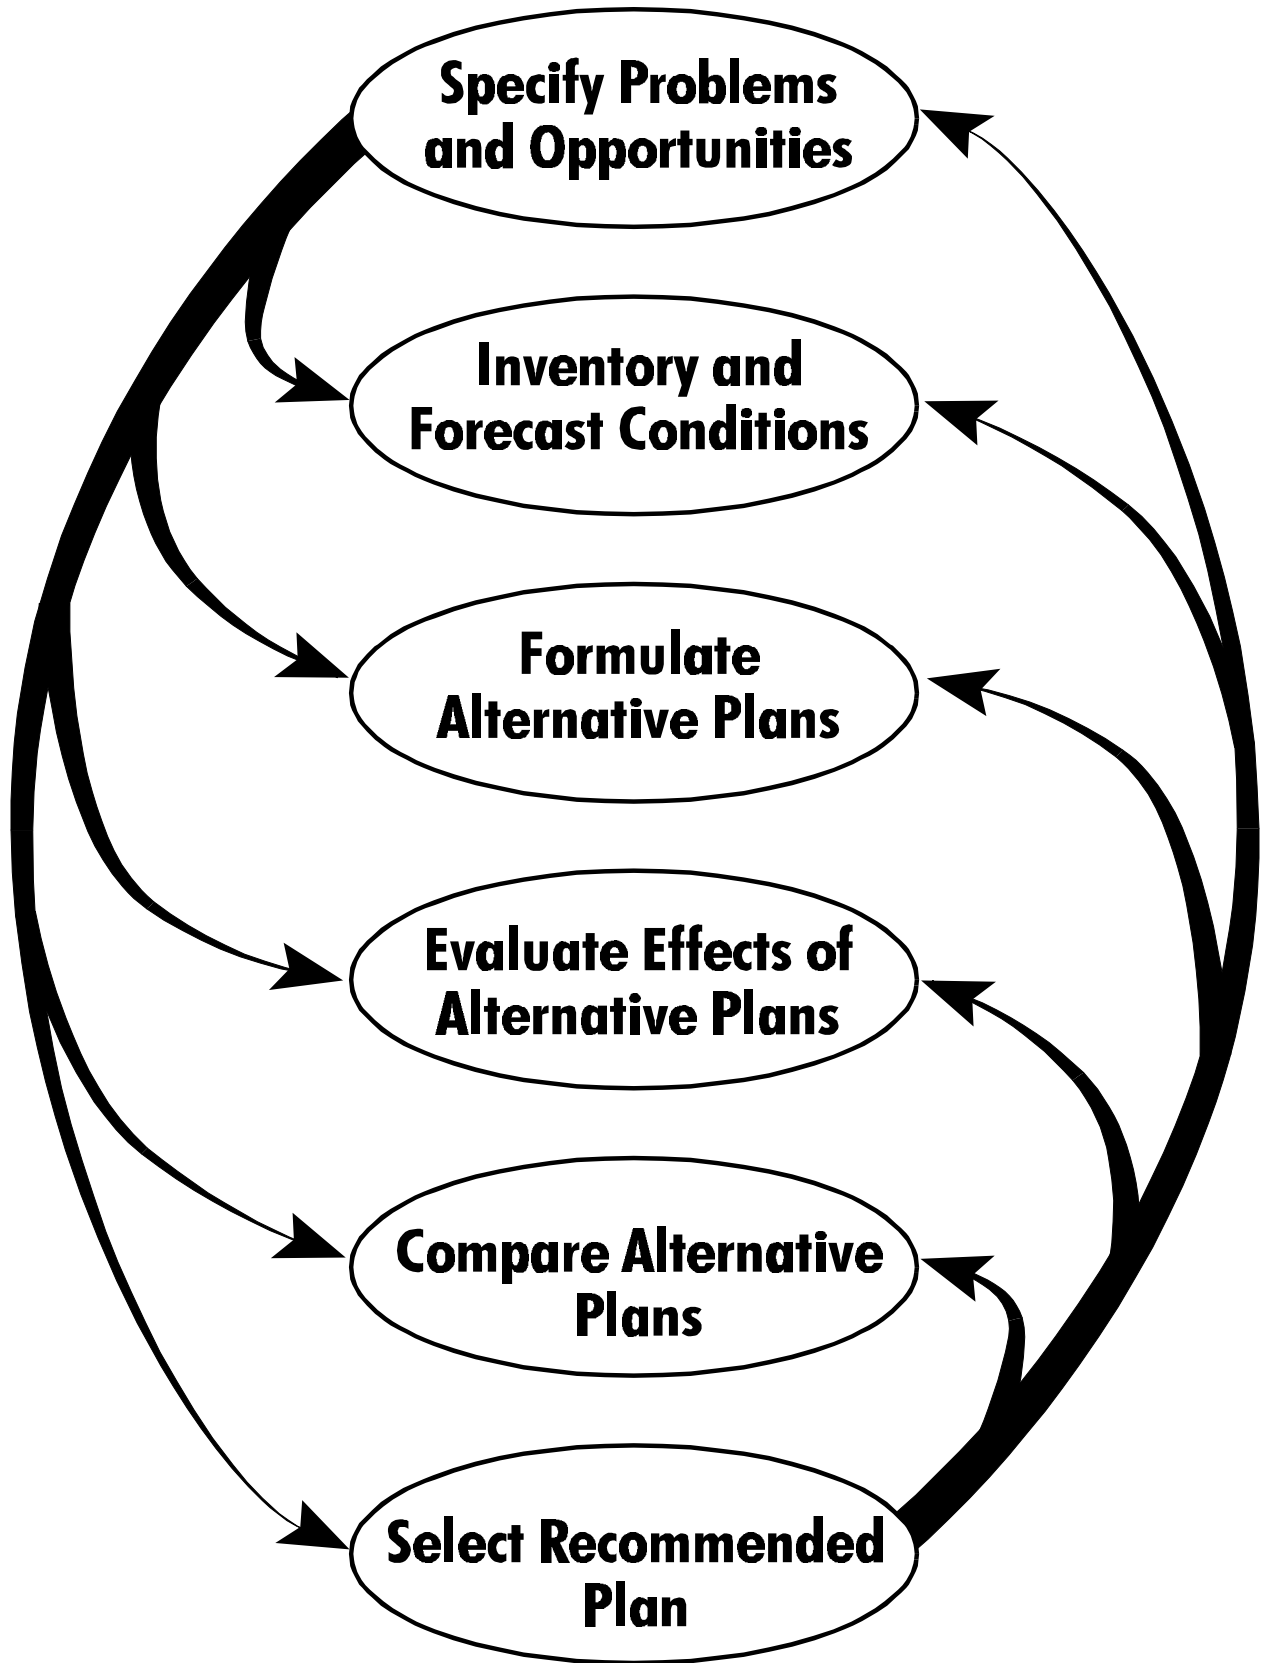 Specify Problems
and Opportunities
Inventory and
Forecast Conditions
Formulate
Alternative Plans
Evaluate Effects of
Alternative Plans
Compare Alternative
Plans
Select Recommended
Plan